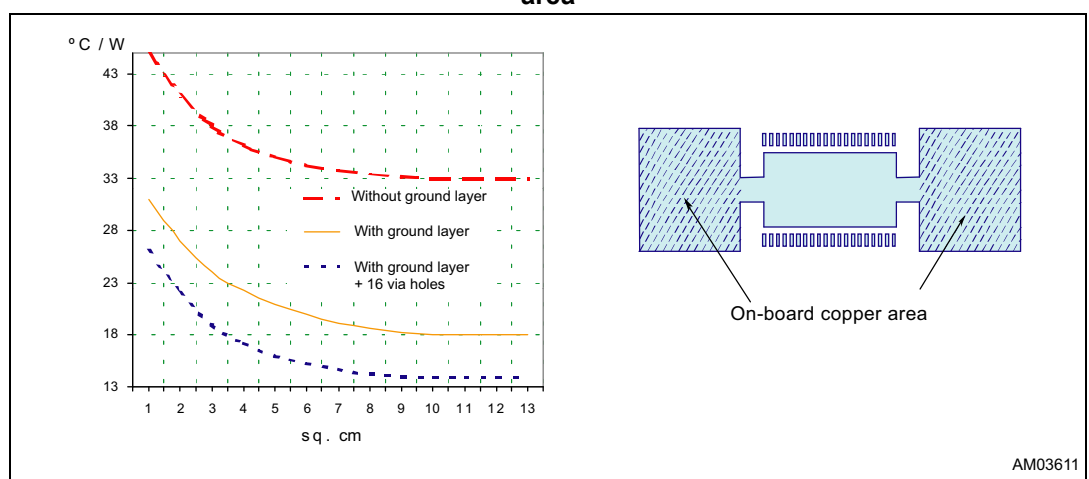 area
ºC / W
43
38
33
28
23
18
13
Without ground layer
With ground layer
With ground layer
+ 16 via holes
1 2 3 4 5 6 7 8 9 10 11 12 13
sq. cm
On-board copper area
AM03611